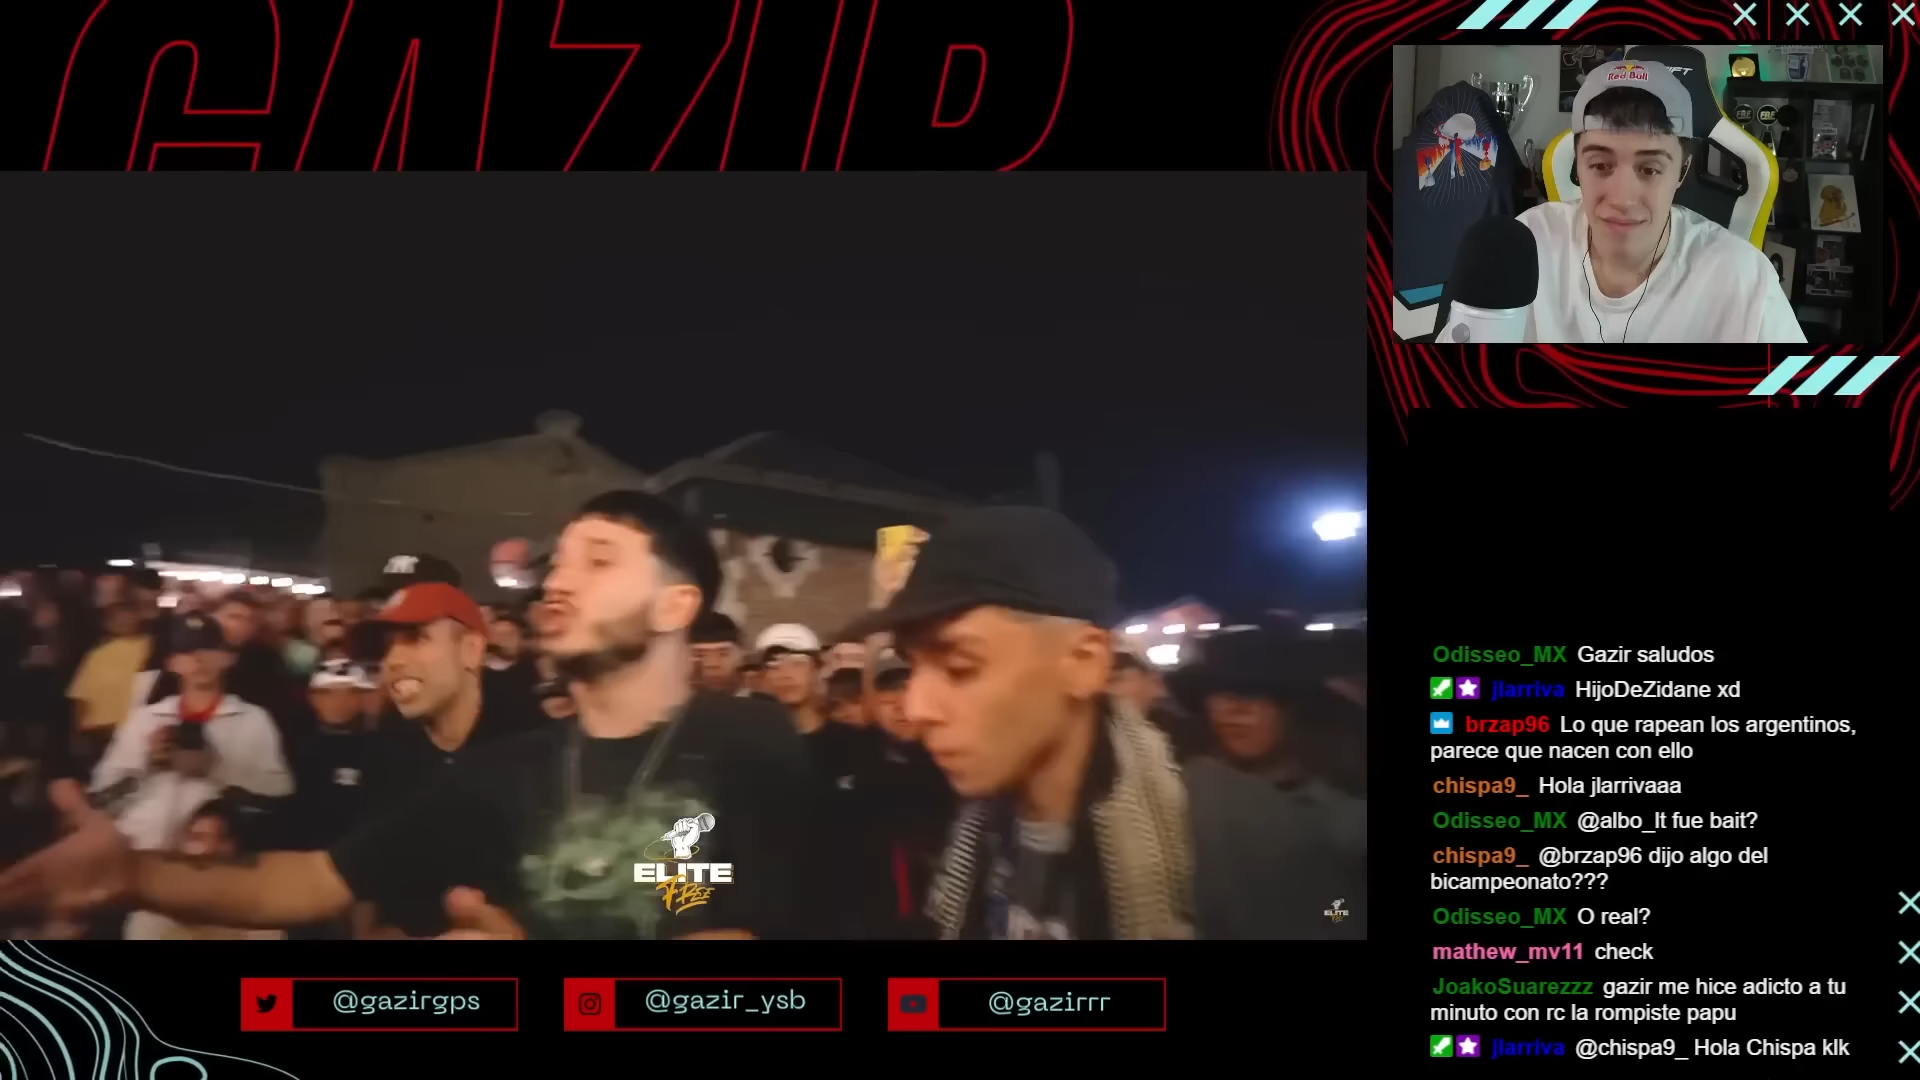 GAZIR
Red Bull
ELITE
FREE
ELITE
@gazirgps
@gazir_ysb
@gazirrr
Odisseo_MX Gazir saludos
jlarriva HijoDeZidane xd
brzap96 Lo que rapean los argentinos,
parece que nacen con ello
chispa9_ Hola jlarrivaaa
Odisseo_MX @albo_lt fue bait?
chispa9_ @brzap96 dijo algo del
bicampeonato???
Odisseo_MX O real?
mathew_mv11 check
JoakoSuarezzz gazir me hice adicto a tu
minuto con rc la rompiste papu
jlarriva @chispa9_ Hola Chispa klk